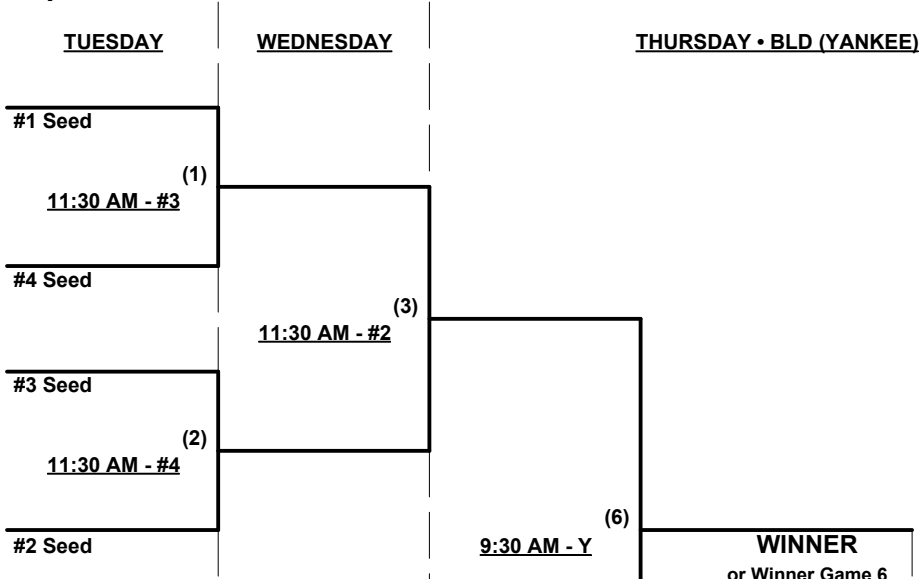 TUESDAY
WEDNESDAY
THURSDAY • BLD (YANKEE)
#1 Seed
(1)
11:30 AM - #3
#4 Seed
(3)
11:30 AM - #2
#3 Seed
(2)
11:30 AM - #4
(6)
#2 Seed
9:30 AM - Y
WINNER
or Winner Game 6